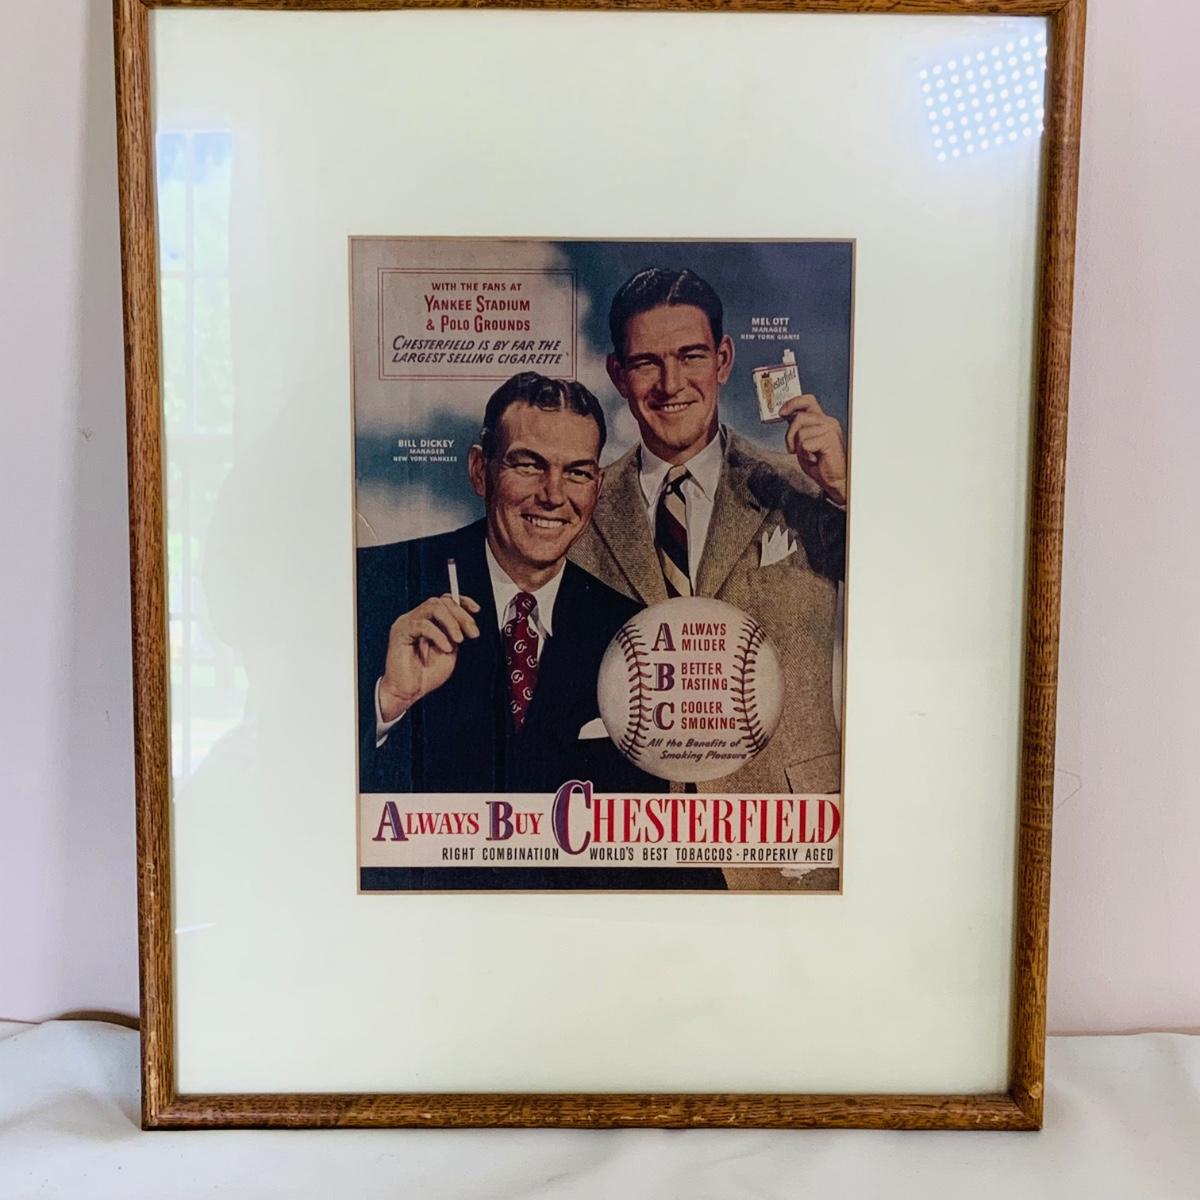 WITH THE FANS AT
YANKEE STADIUM
& POLO GROUNDS
CHESTERFIELD IS BY FAR THE
LARGEST SELLING CIGARETTE
MEL OTT
MANAGER
NEW YORK GIANTS
Chesterfield
BILL DICKEY
MANAGER
NEW YORK YANKEES
A ALWAYS
MILDER
B BETTER
TASTING
C COOLER
SMOKING
All the Benefits of
Smoking Pleasure
ALWAYS BUY CHESTERFIELD
RIGHT COMBINATION WORLD'S BEST TOBACCOS · PROPERLY AGED